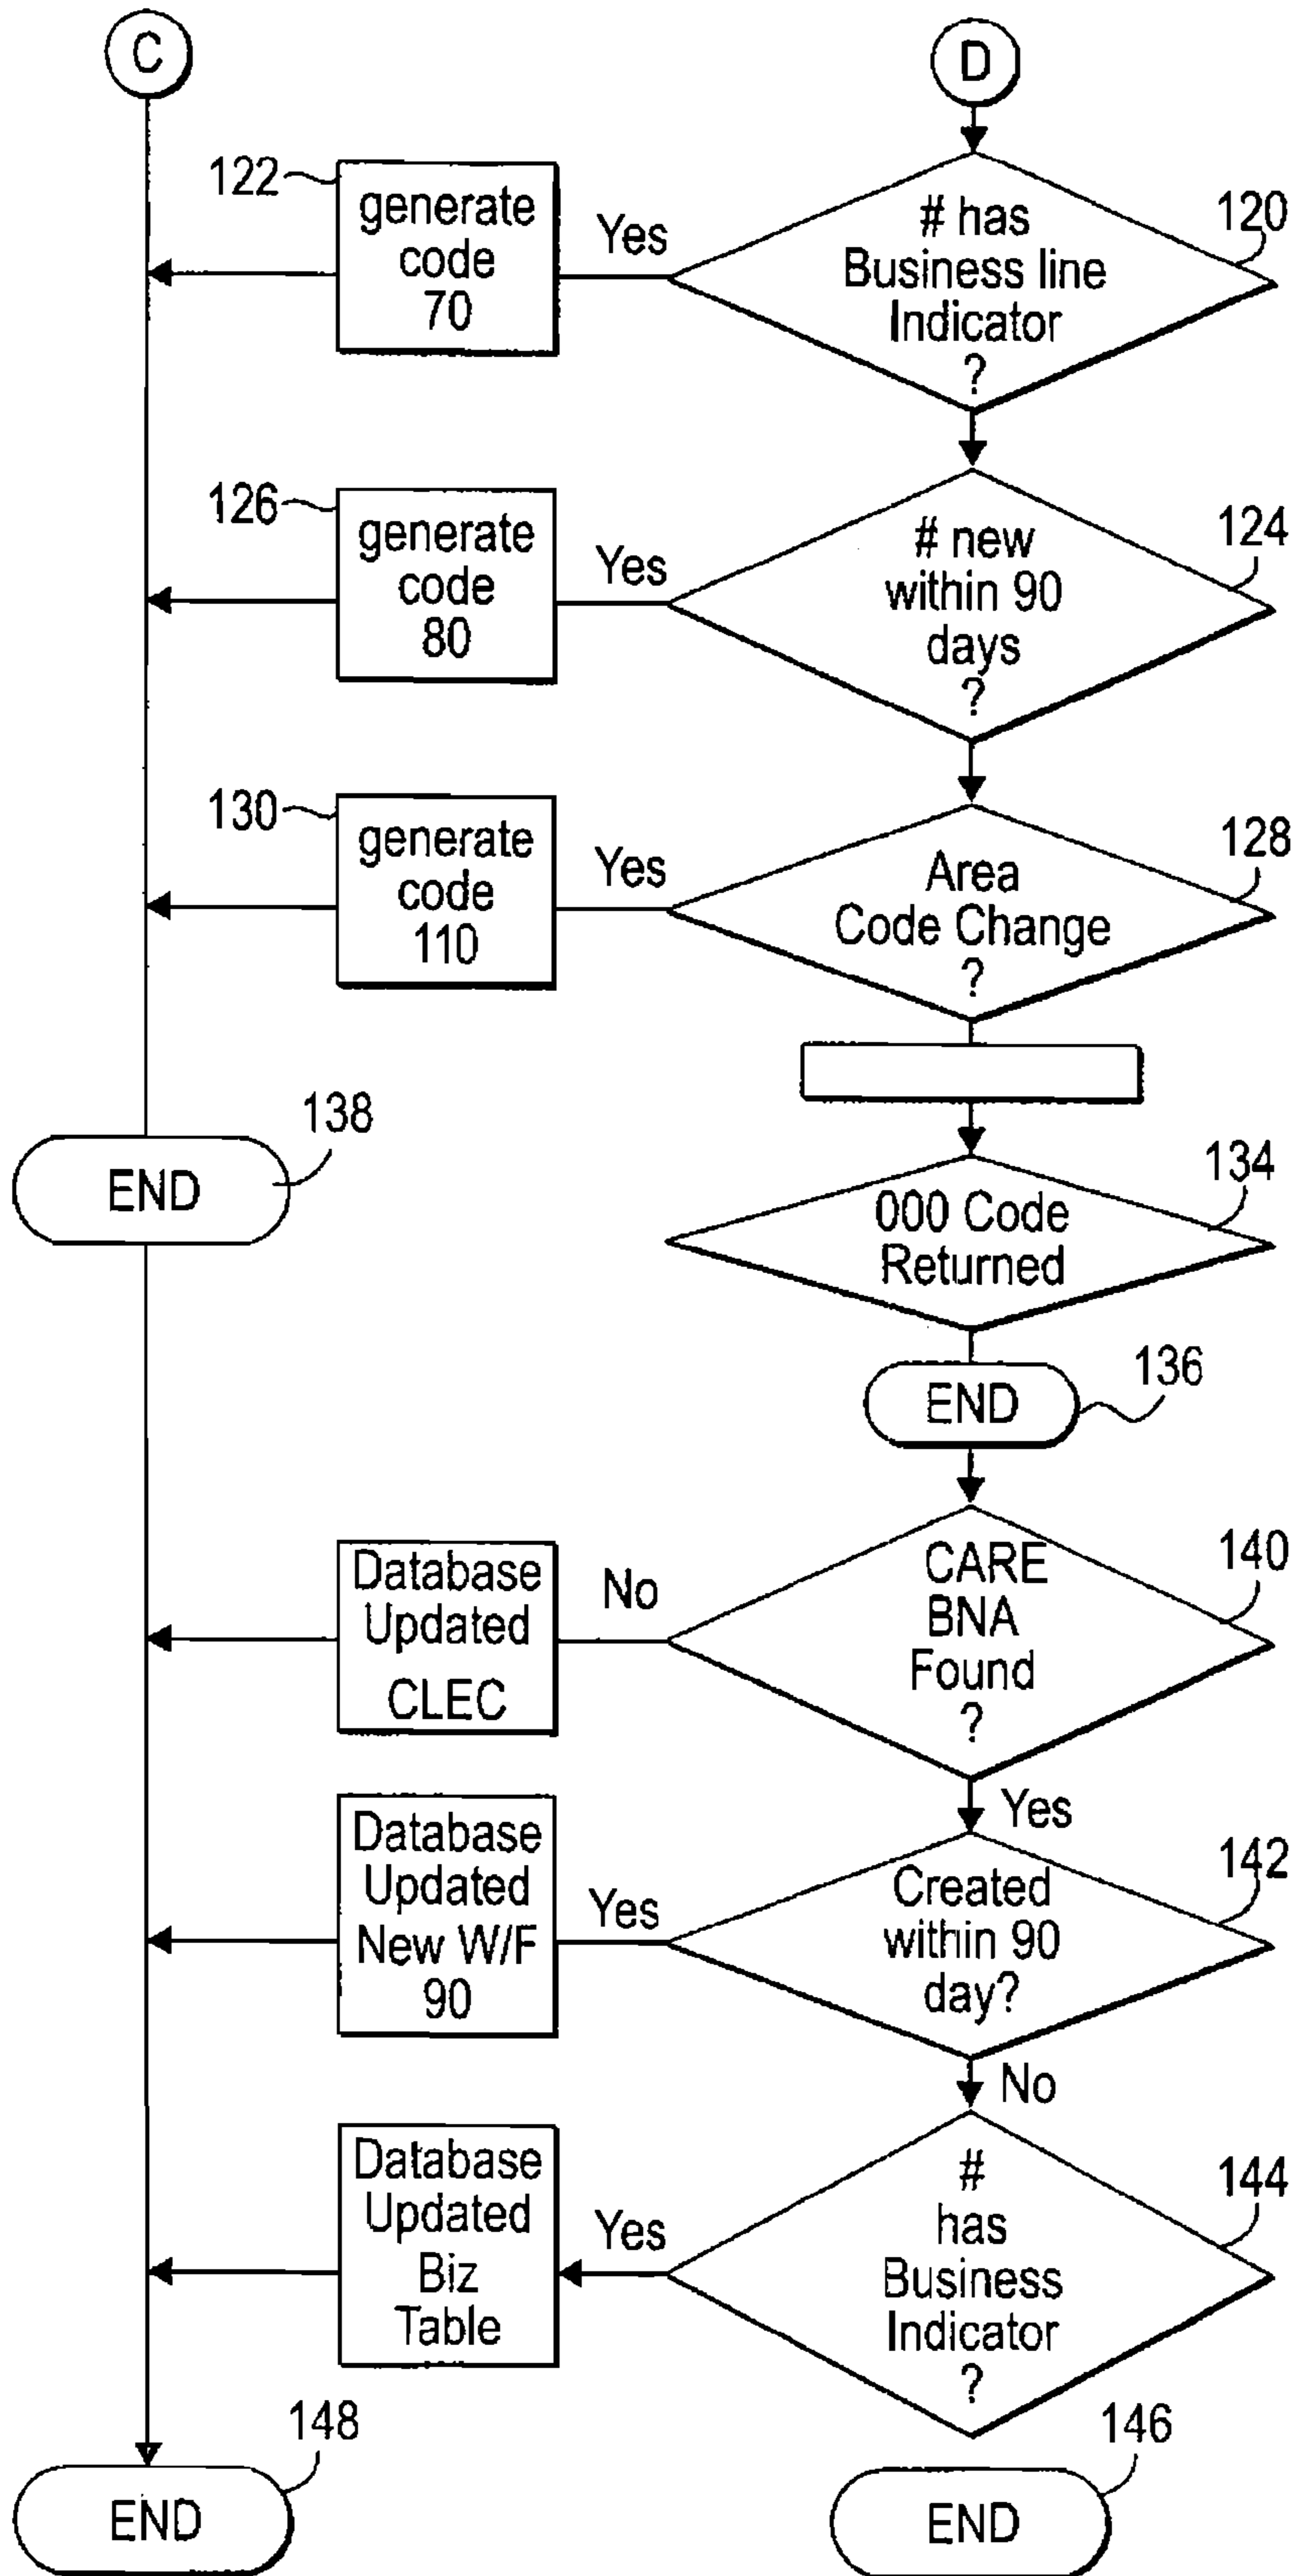 C
D
122
generate
code
70
Yes
# has
Business line
Indicator
?
120
126
generate
code
80
Yes
# new
within 90
days
?
124
130
generate
code
110
Yes
Area
Code Change
?
128
END
138
000 Code
Returned
134
END
136
Database
Updated
CLEC
No
CARE
BNA
Found
?
140
Yes
Database
Updated
New W/F
90
Yes
Created
within 90
day?
142
No
Database
Updated
Biz
Table
Yes
#
has
Business
Indicator
?
144
END
148
END
146